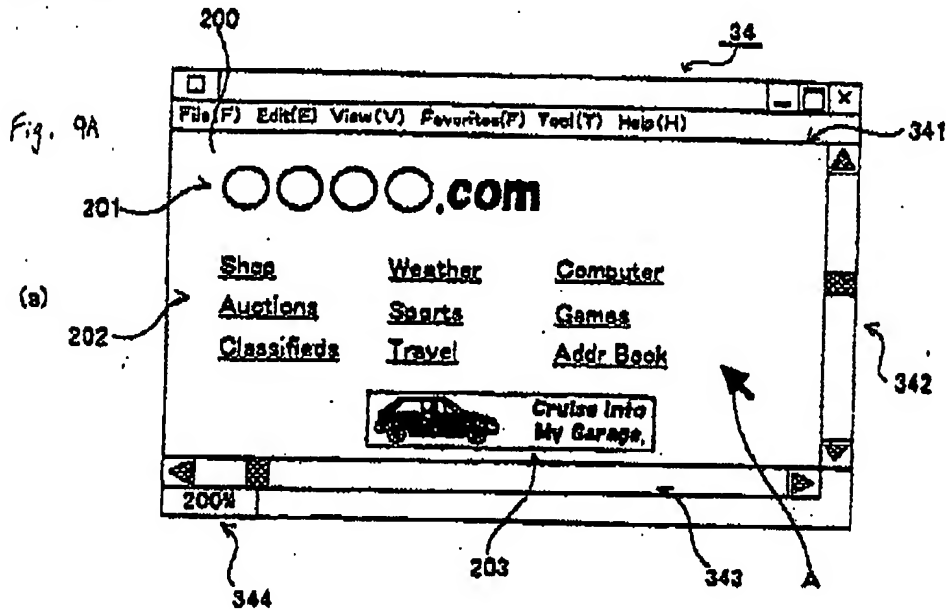 200
34
Fig. 9A
File(F) Edit(E) View(V) Favorites(F) Tool(T) Help(H)
341
201
○○○○.com
Shop Weather Computer
(a)
202
Auctions Sports Games
Classifieds Travel Addr Book
342
Cruise Into
My Garage.
200%
203
343
A
344